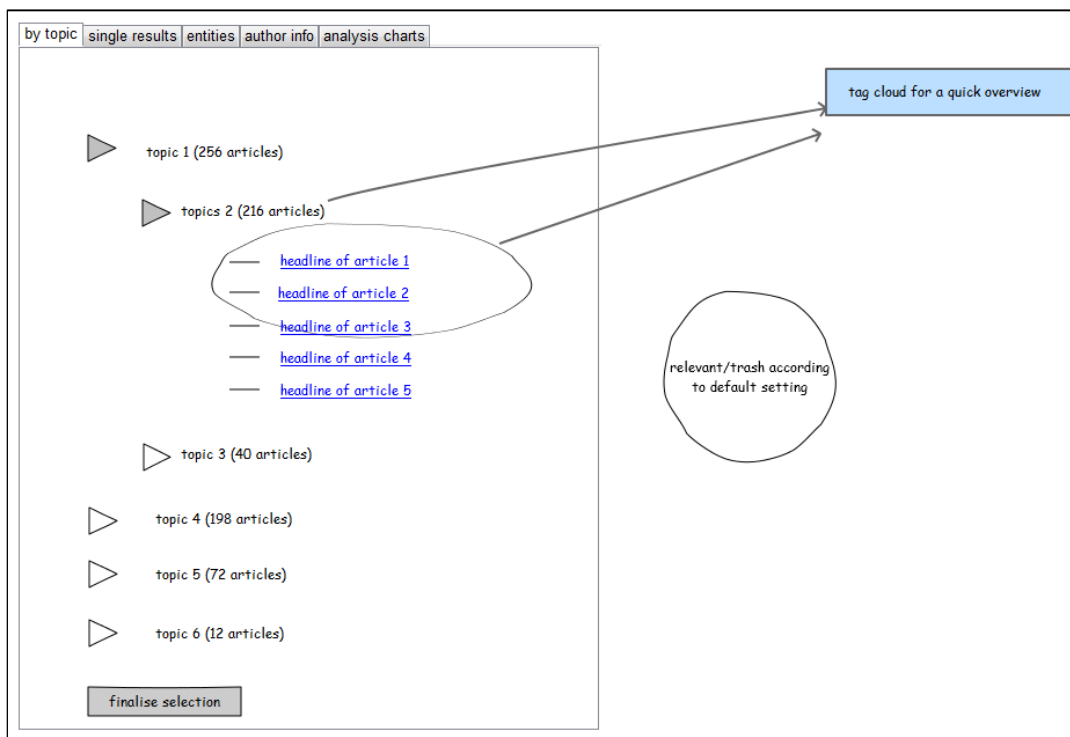 by topic single results entities author info analysis charts
tag cloud for a quick overview
topic 1 (256 articles)
topics 2 (216 articles)
headline of article 1
headline of article 2
headline of article 3
headline of article 4
headline of article 5
relevant/trash according
to default setting
topic 3 (40 articles)
topic 4 (198 articles)
topic 5 (72 articles)
topic 6 (12 articles)
finalise selection